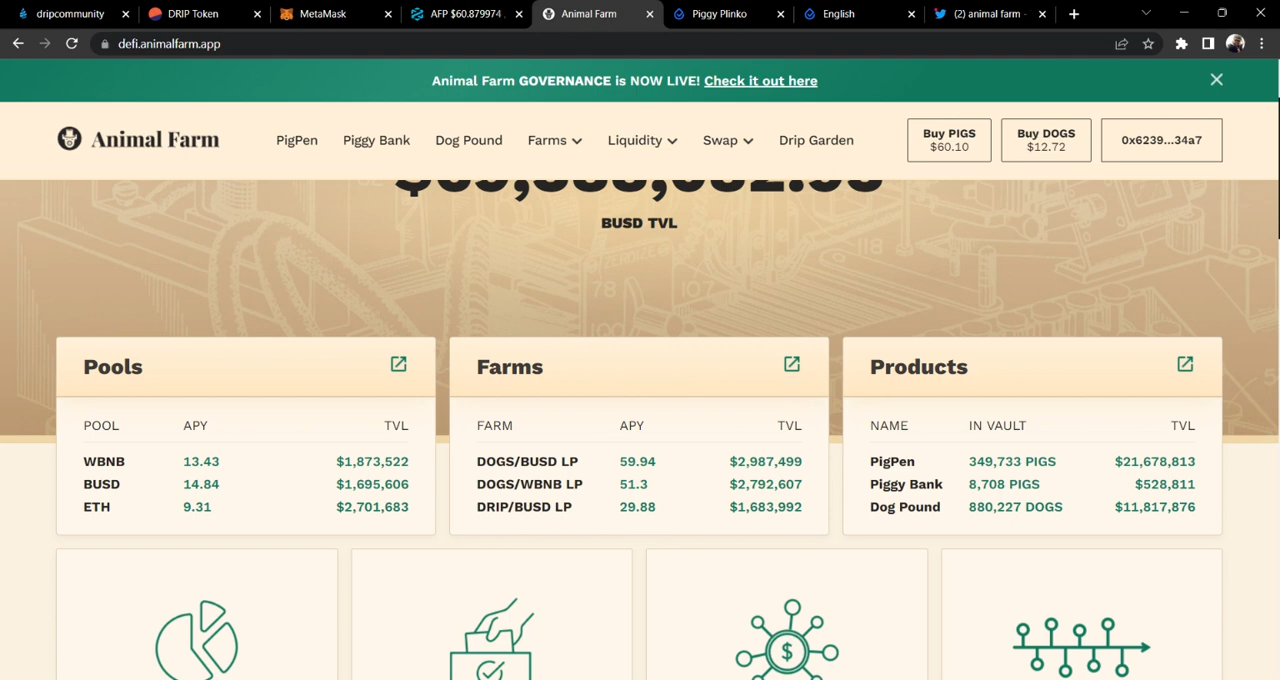 dripcommunity
DRIP Token
MetaMask
AFP $60.879974
Animal Farm
Piggy Plinko
English
(2) animal farm -
defi.animalfarm.app
Animal Farm GOVERNANCE is NOW LIVE! Check it out here
Animal Farm
PigPen
Piggy Bank
Dog Pound
Farms
Liquidity
Swap
Drip Garden
Buy PIGS
$60.10
Buy DOGS
$12.72
0x6239...34a7
BUSD TVL
Pools
POOL APY TVL
WBNB 13.43 $1,873,522
BUSD 14.84 $1,695,606
ETH 9.31 $2,701,683
Farms
FARM APY TVL
DOGS/BUSD LP 59.94 $2,987,499
DOGS/WBNB LP 51.3 $2,792,607
DRIP/BUSD LP 29.88 $1,683,992
Products
NAME IN VAULT TVL
PigPen 349,733 PIGS $21,678,813
Piggy Bank 8,708 PIGS $528,811
Dog Pound 880,227 DOGS $11,817,876
$